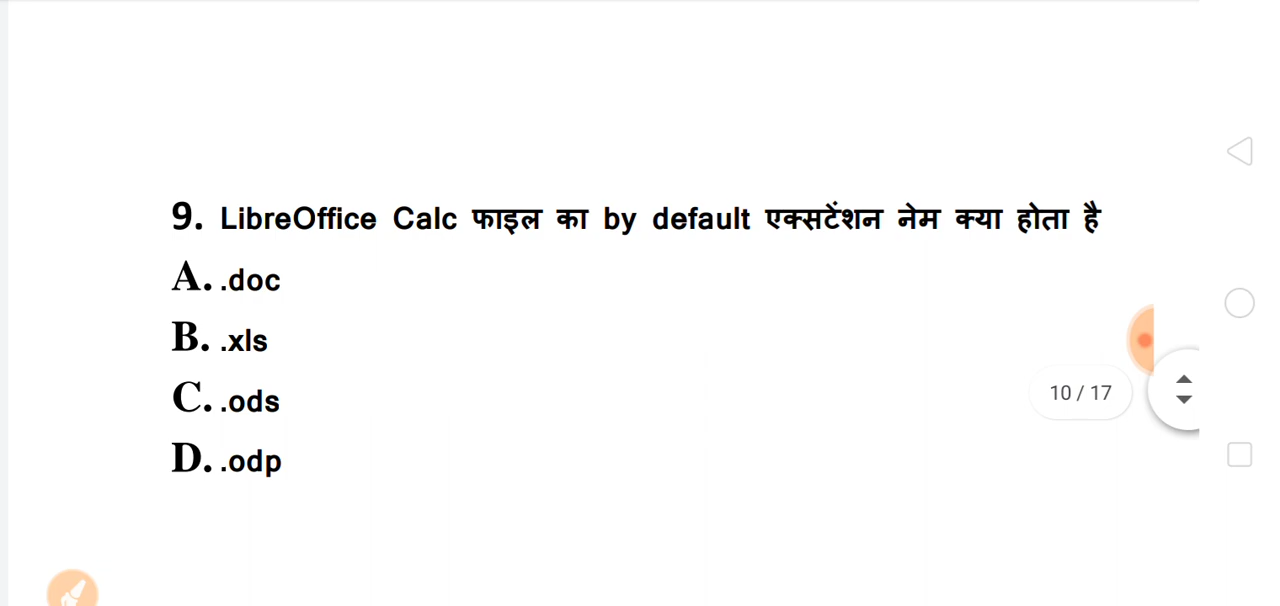 9. LibreOffice Calc फाइल का by default एक्सटेंशन नेम क्या होता है
A. .doc
B. .xls
C. .ods
10 / 17
D. .odp